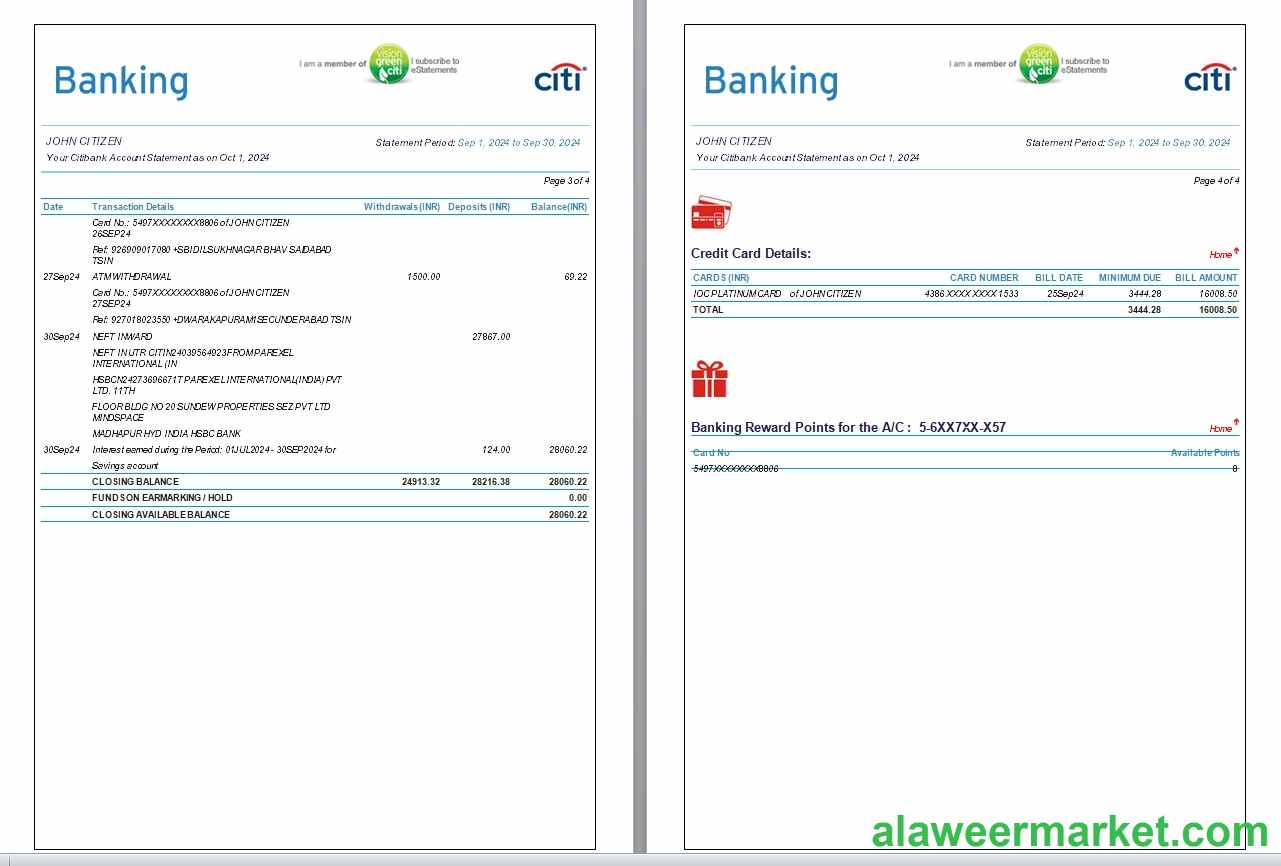 Banking
I am a member of
vision
green
citi
I subscribe to
eStatements
citi
JOHN CITIZEN
Statement Period: Sep 1, 2024 to Sep 30, 2024
Your Citibank Account Statement as on Oct 1, 2024
Page 3 of 4
Date Transaction Details Withdrawals (INR) Deposits (INR) Balance(INR)
Card No.: 5497XXXXXXXX8806 of JOHN CITIZEN
26SEP24
Ref: 926909017080 +SBI DILSUKHNAGAR BHAV SAIDABAD
TSIN
27Sep24 ATM WITHDRAWAL 1500.00 69.22
Card No.: 5497XXXXXXXX8806 of JOHN CITIZEN
27SEP24
Ref: 927018023550 +DWARAKAPURAM1SECUNDERABAD TSIN
30Sep24 NEFT INWARD 27867.00
NEFT IN UTR CITIN24039564923 FROM PAREXEL
INTERNATIONAL (IN
HSBCN24273696671T PAREXEL INTERNATIONAL(INDIA) PVT
LTD. 11TH
FLOOR BLDG NO 20 SUNDEW PROPERTIES SEZ PVT LTD
MINDSPACE
MADHAPUR HYD INDIA HSBC BANK
30Sep24 Interest earned during the Period: 01JUL2024 - 30SEP2024 for 124.00 28060.22
Savings account
CLOSING BALANCE 24913.32 28216.38 28060.22
FUNDS ON EARMARKING / HOLD 0.00
CLOSING AVAILABLE BALANCE 28060.22
Banking
I am a member of
vision
green
citi
I subscribe to
eStatements
citi
JOHN CITIZEN
Statement Period: Sep 1, 2024 to Sep 30, 2024
Your Citibank Account Statement as on Oct 1, 2024
Page 4 of 4
Credit Card Details:
Home
CARDS (INR) CARD NUMBER BILL DATE MINIMUM DUE BILL AMOUNT
IOC PLATINUM CARD of JOHN CITIZEN 4386 XXXX XXXX 1533 25Sep24 3444.28 16008.50
TOTAL 3444.28 16008.50
Banking Reward Points for the A/C : 5-6XX7XX-X57
Home
Card No Available Points
5497XXXXXXXX8806 0
alaweermarket.com